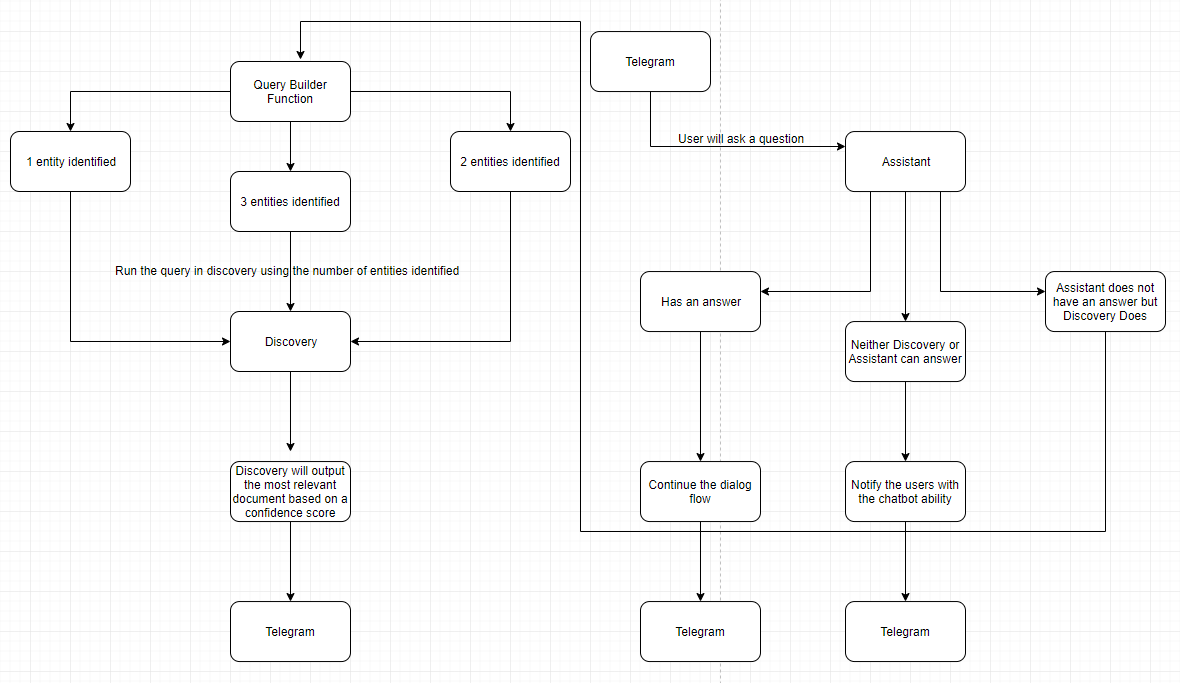 Telegram
Query Builder
Function
User will ask a question
1 entity identified
2 entities identified
Assistant
3 entities identified
Run the query in discovery using the number of entities identified
Has an answer
Assistant does not
have an answer but
Discovery Does
Discovery
Neither Discovery or
Assistant can answer
Discovery will output
the most relevant
document based on a
confidence score
Continue the dialog
flow
Notify the users with
the chatbot ability
Telegram
Telegram
Telegram